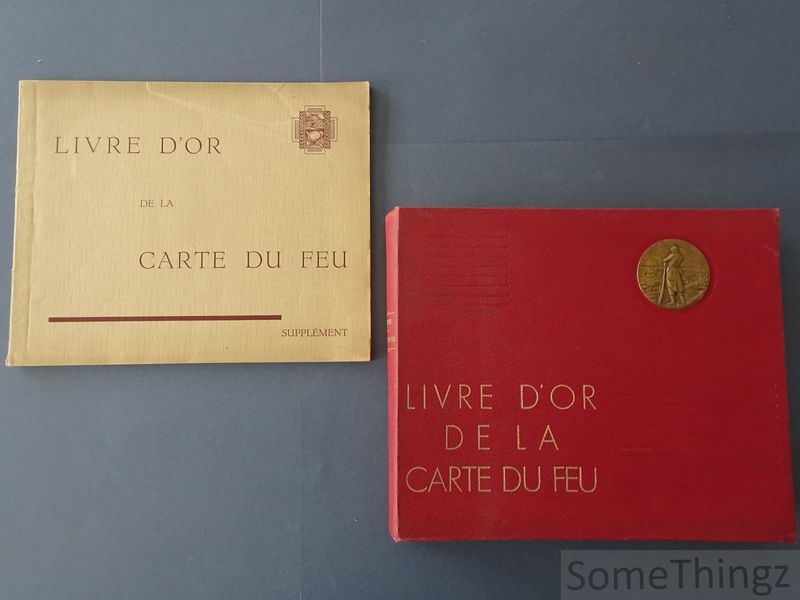 LIVRE D'OR
DE LA
CARTE DU FEU
SUPPLÉMENT
LIVRE D'OR
DE LA
CARTE DU FEU
SomeThingz